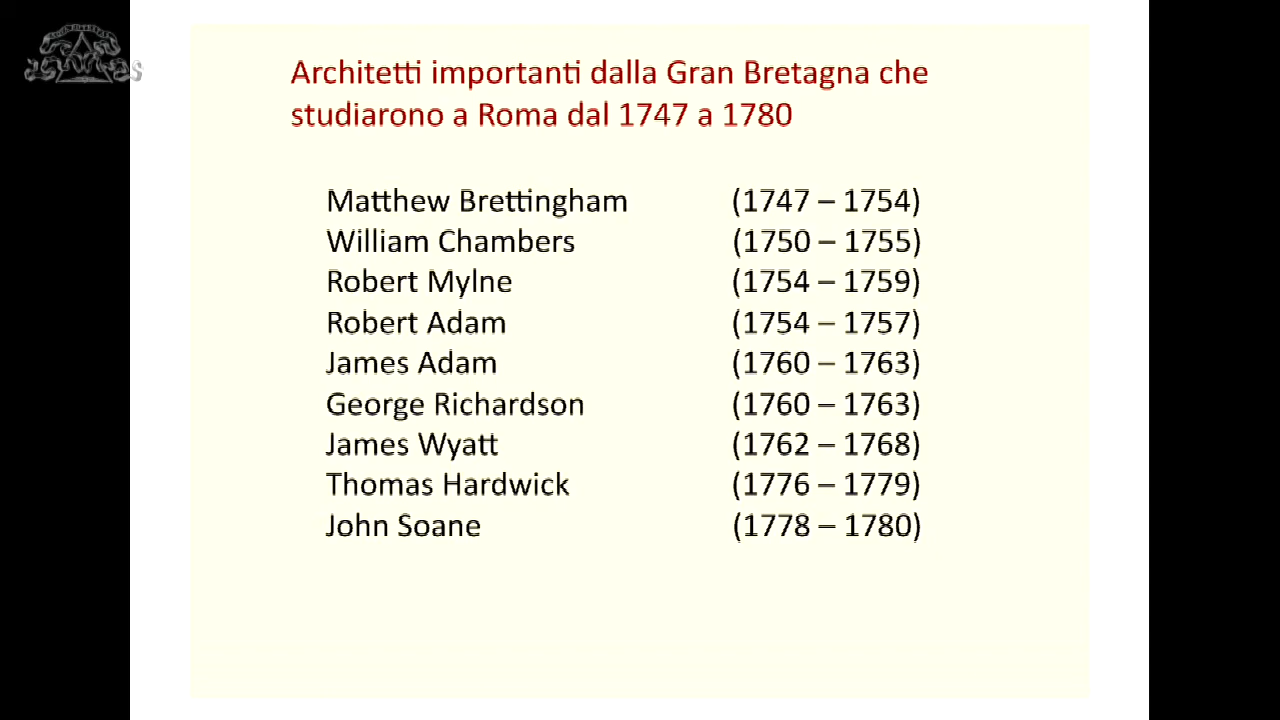 Architetti importanti dalla Gran Bretagna che
studiarono a Roma dal 1747 a 1780
Matthew Brettingham (1747 – 1754)
William Chambers (1750 – 1755)
Robert Mylne (1754 – 1759)
Robert Adam (1754 – 1757)
James Adam (1760 – 1763)
George Richardson (1760 – 1763)
James Wyatt (1762 – 1768)
Thomas Hardwick (1776 – 1779)
John Soane (1778 – 1780)